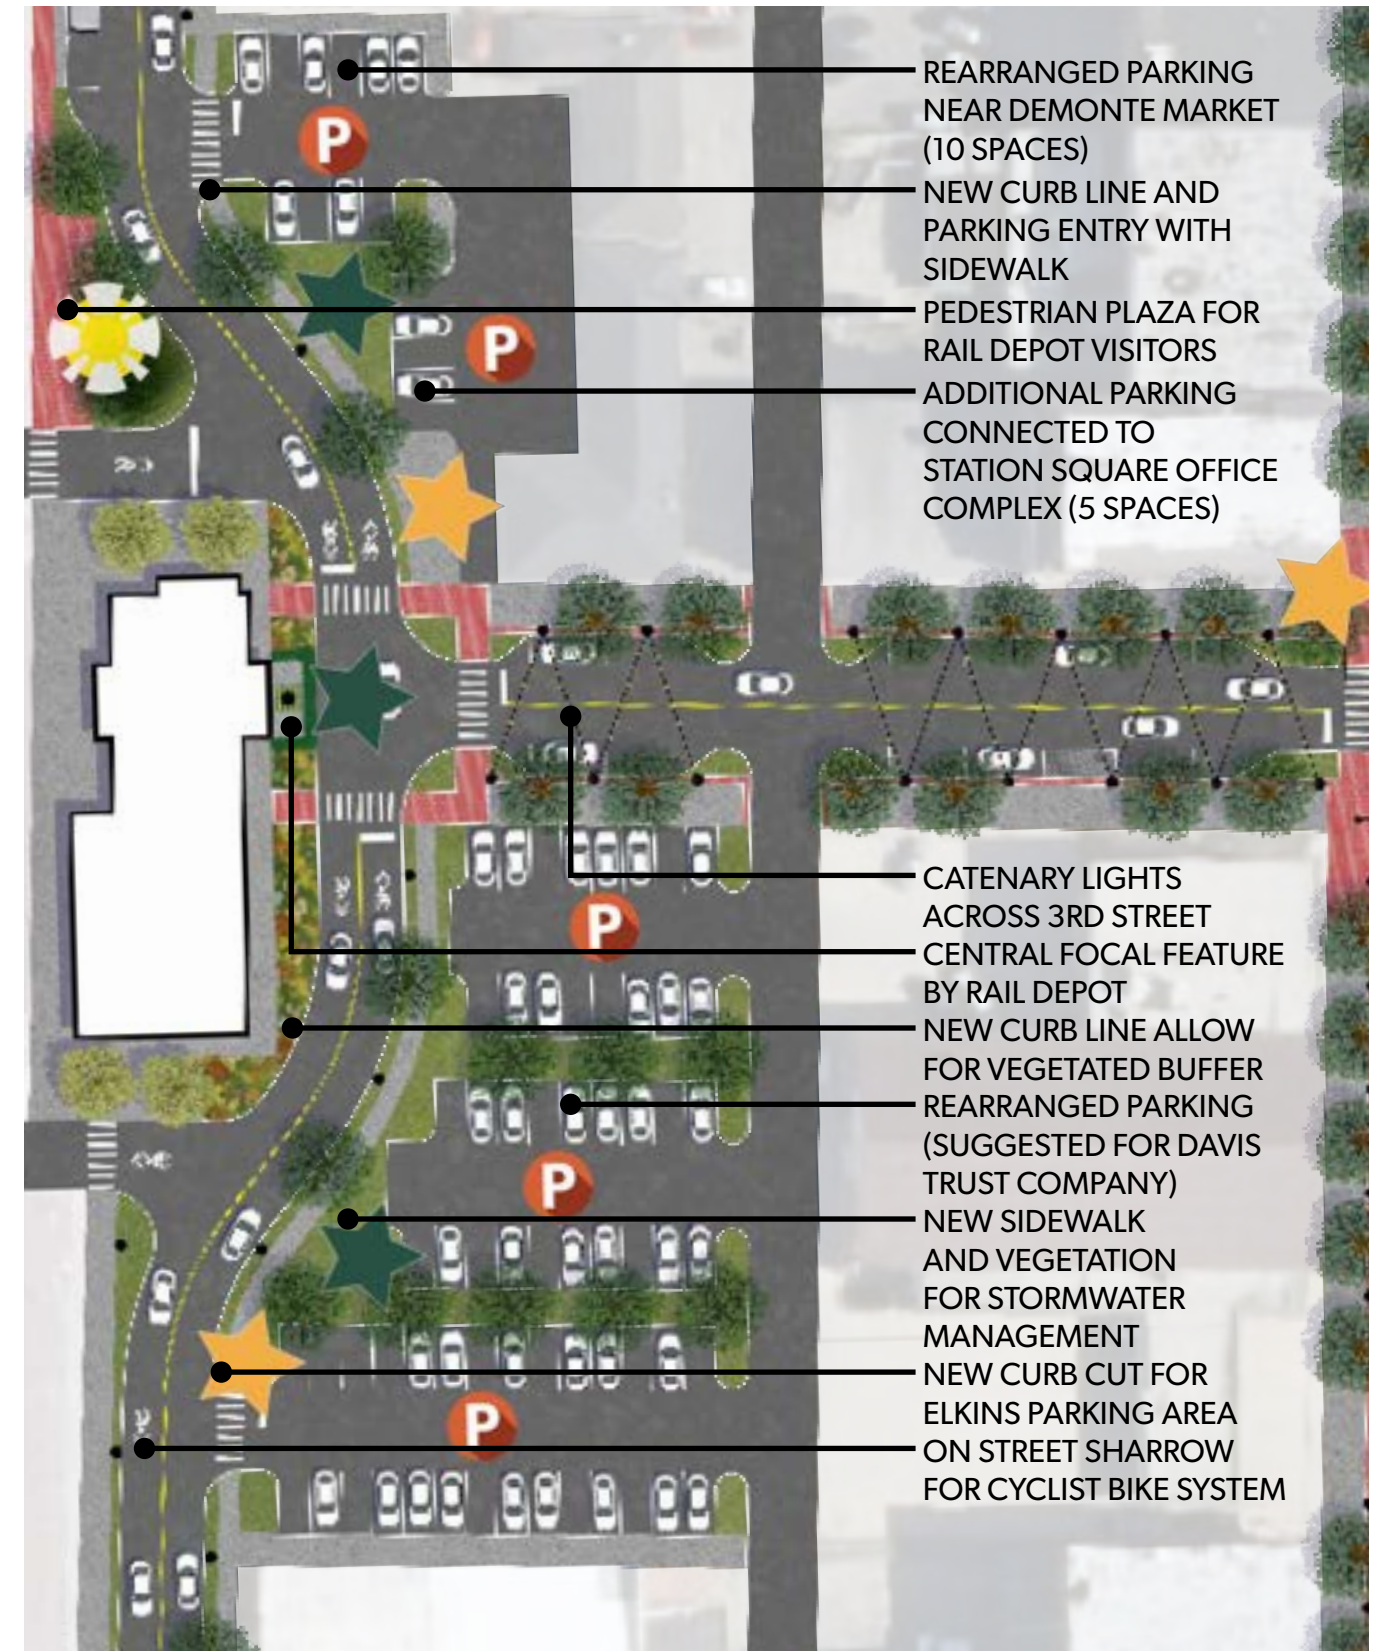 REARRANGED PARKING
NEAR DEMONTE MARKET
(10 SPACES)
NEW CURB LINE AND
PARKING ENTRY WITH
SIDEWALK
PEDESTRIAN PLAZA FOR
RAIL DEPOT VISITORS
ADDITIONAL PARKING
CONNECTED TO
STATION SQUARE OFFICE
COMPLEX (5 SPACES)
CATENARY LIGHTS
ACROSS 3RD STREET
CENTRAL FOCAL FEATURE
BY RAIL DEPOT
NEW CURB LINE ALLOW
FOR VEGETATED BUFFER
REARRANGED PARKING
(SUGGESTED FOR DAVIS
TRUST COMPANY)
NEW SIDEWALK
AND VEGETATION
FOR STORMWATER
MANAGEMENT
NEW CURB CUT FOR
ELKINS PARKING AREA
ON STREET SHARROW
FOR CYCLIST BIKE SYSTEM
P
P
P
P
P